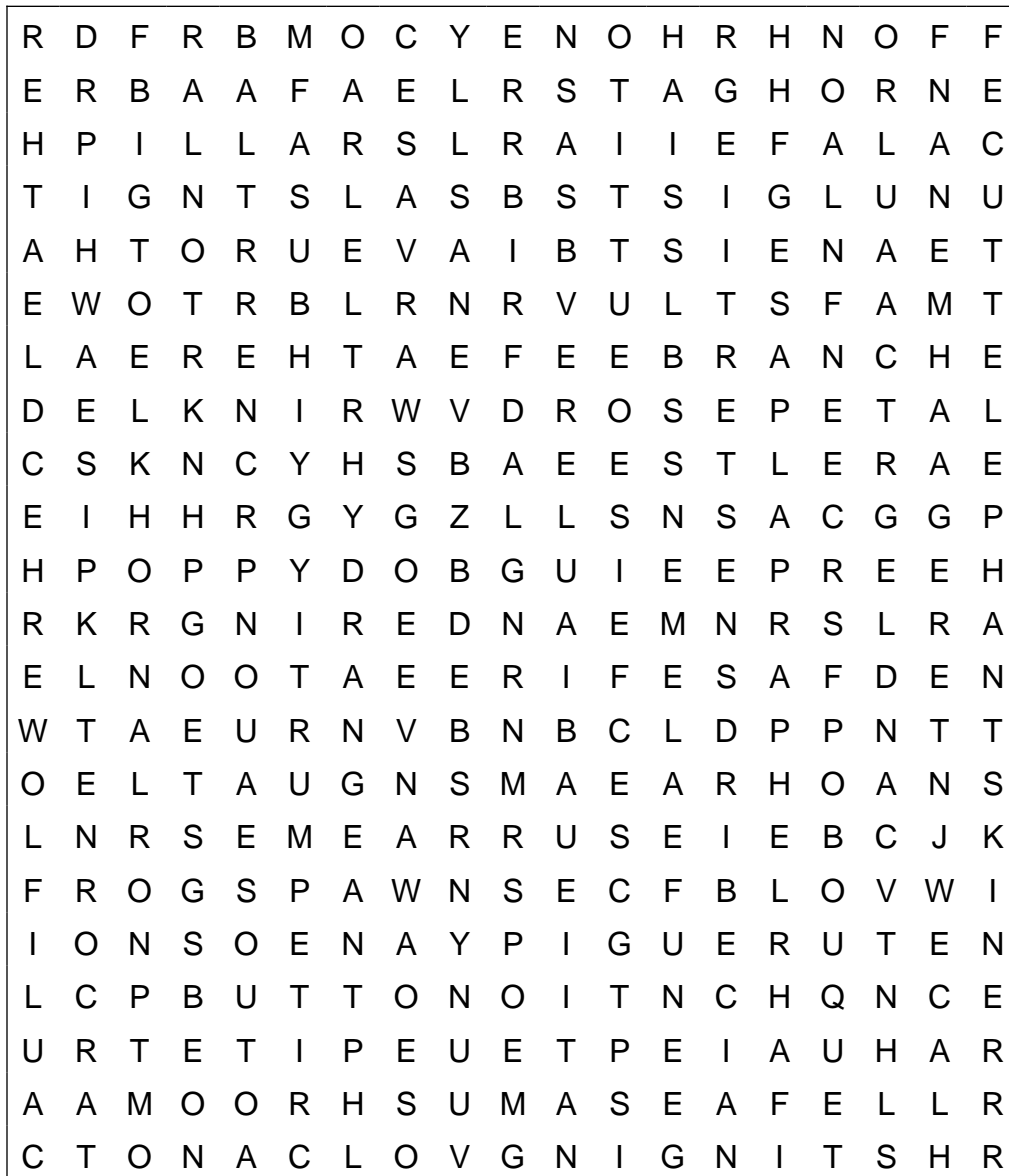 R D F R B M O C Y E N O H R H N O F F
E R B A A F A E L R S T A G H O R N E
H P I L L A R S L R A I I E F A L A C
T I G N T S L A S B S T S I G L U N U
A H T O R U E V A I B T S I E N A E T
E W O T R B L R N R V U L T S F A M T
L A E R E H T A E F E E B R A N C H E
D E L K N I R W V D R O S E P E T A L
C S K N C Y H S B A E E S T L E R A E
E I H H R G Y G Z L L S N S A C G G P
H P O P P Y D O B G U I E E P R E E H
R K R G N I R E D N A E M N R S L R A
E L N O O T A E E R I F E S A F D E N
W T A E U R N V B N B C L D P P N T T
O E L T A U G N S M A E A R H O A N S
L N R S E M E A R R U S E I E B C J K
F R O G S P A W N S E C F B L O V W I
I O N S O E N A Y P I G U E R U T E N
L C P B U T T O N O I T N C H Q N C E
U R T E T I P E U E T P E I A U H A R
A A M O O R H S U M A S E A F E L L R
C T O N A C L O V G N I G N I T S H R